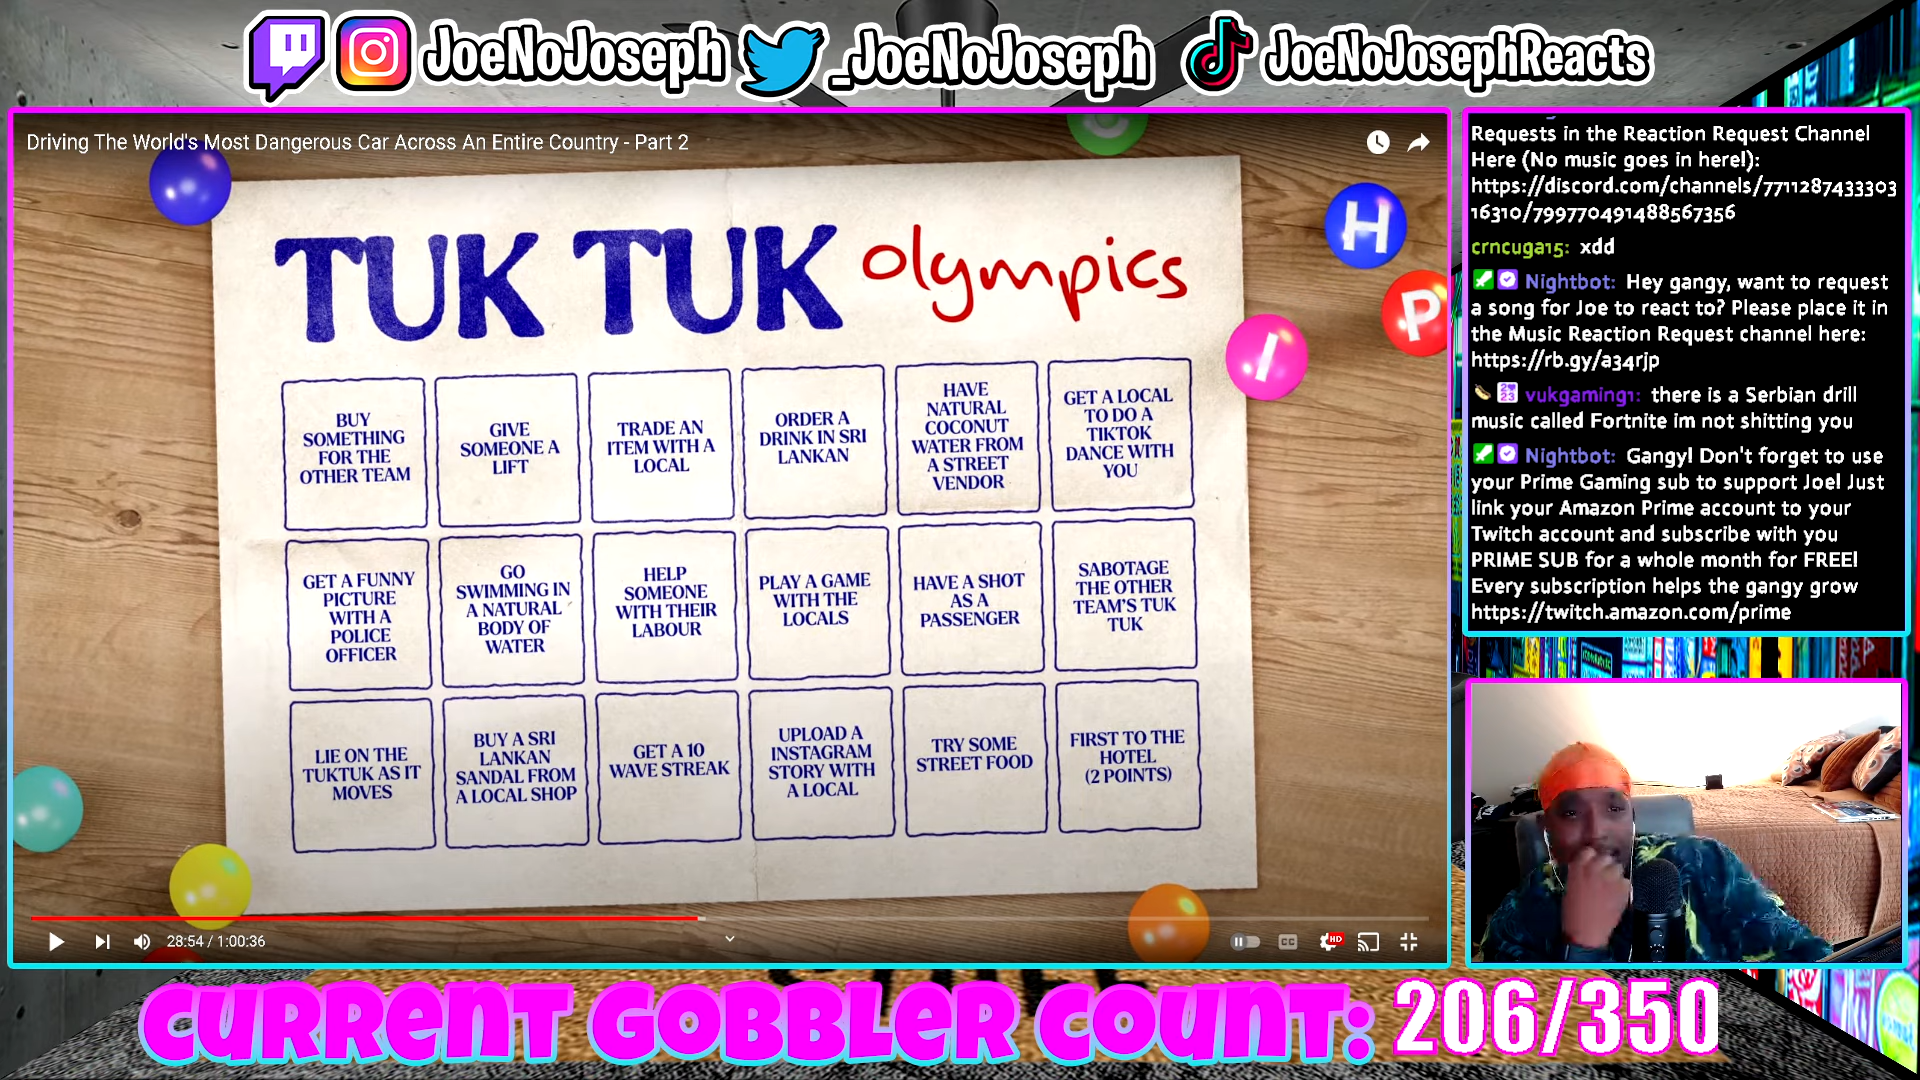 JoeNoJoseph _JoeNoJoseph JoeNoJosephReacts
Driving The World's Most Dangerous Car Across An Entire Country - Part 2
TUK TUK olympics
BUY
SOMETHING
FOR THE
OTHER TEAM
GIVE
SOMEONE A
LIFT
TRADE AN
ITEM WITH A
LOCAL
ORDER A
DRINK IN SRI
LANKAN
HAVE
NATURAL
COCONUT
WATER FROM
A STREET
VENDOR
GET A LOCAL
TO DO A
TIKTOK
DANCE WITH
YOU
GET A FUNNY
PICTURE
WITH A
POLICE
OFFICER
GO
SWIMMING IN
A NATURAL
BODY OF
WATER
HELP
SOMEONE
WITH THEIR
LABOUR
PLAY A GAME
WITH THE
LOCALS
HAVE A SHOT
AS A
PASSENGER
SABOTAGE
THE OTHER
TEAM'S TUK
TUK
LIE ON THE
TUKTUK AS IT
MOVES
BUY A SRI
LANKAN
SANDAL FROM
A LOCAL SHOP
GET A 10
WAVE STREAK
UPLOAD A
INSTAGRAM
STORY WITH
A LOCAL
TRY SOME
STREET FOOD
FIRST TO THE
HOTEL
(2 POINTS)
H
P
I
28:54 / 1:00:36
CC
HD
Requests in the Reaction Request Channel
Here (No music goes in here!):
https://discord.com/channels/7711287433303
16310/799770491488567356
crncuga15: xdd
Nightbot: Hey gangy, want to request
a song for Joe to react to? Please place it in
the Music Reaction Request channel here:
https://rb.gy/a34rjp
vukgaming1: there is a Serbian drill
music called Fortnite im not shitting you
Nightbot: Gangy! Don't forget to use
your Prime Gaming sub to support Joe! Just
link your Amazon Prime account to your
Twitch account and subscribe with you
PRIME SUB for a whole month for FREE!
Every subscription helps the gangy grow
https://twitch.amazon.com/prime
CURRENT GOBBLER COUNT: 206/350